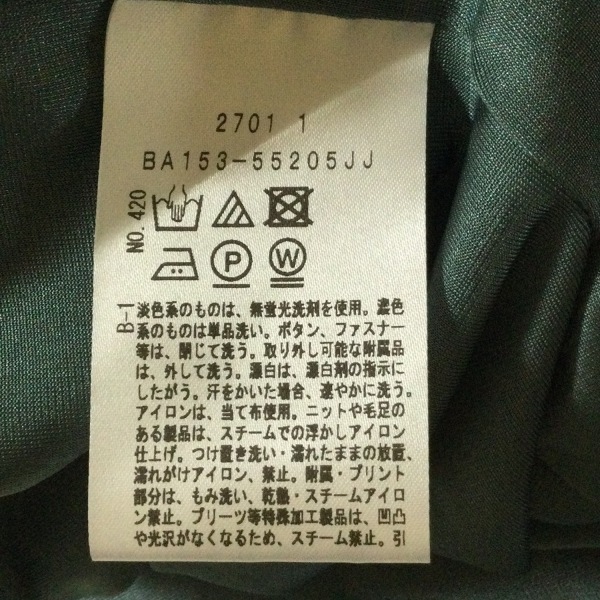 2701 1
BA153-55205JJ
NO. 420
P
W
B-1
淡色系のものは、無蛍光洗剤を使用。濃色
系のものは単品洗い。ボタン、ファスナー
等は、閉じて洗う。取り外し可能な附属品
は、外して洗う。漂白は、漂白剤の指示に
したがう。汗をかいた場合、速やかに洗う。
アイロンは、当て布使用。ニットや毛足の
ある製品は、スチームでの浮かしアイロン
仕上げ。つけ置き洗い・濡れたままの放置、
濡れがけアイロン、禁止。附属・プリント
部分は、もみ洗い、乾熱・スチームアイロ
ン禁止。プリーツ等特殊加工製品は、凹凸
や光沢がなくなるため、スチーム禁止。引